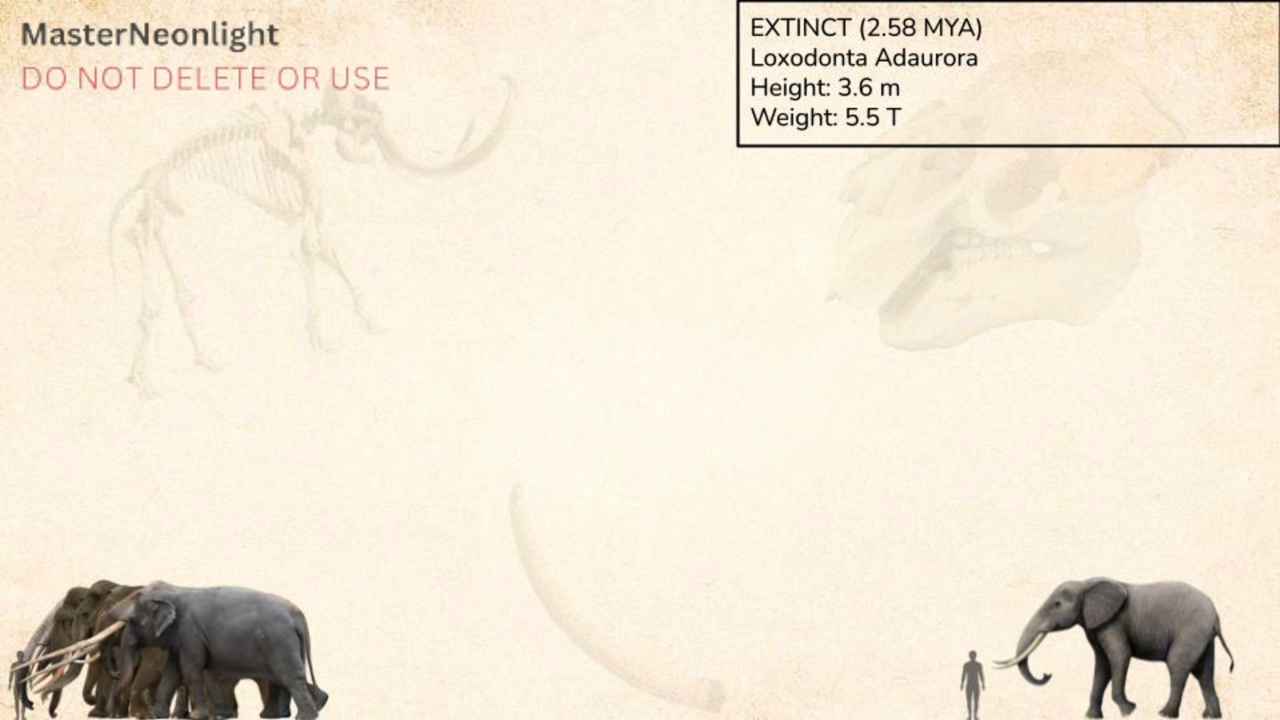 MasterNeonlight
DO NOT DELETE OR USE
EXTINCT (2.58 MYA)
Loxodonta Adaurora
Height: 3.6 m
Weight: 5.5 T